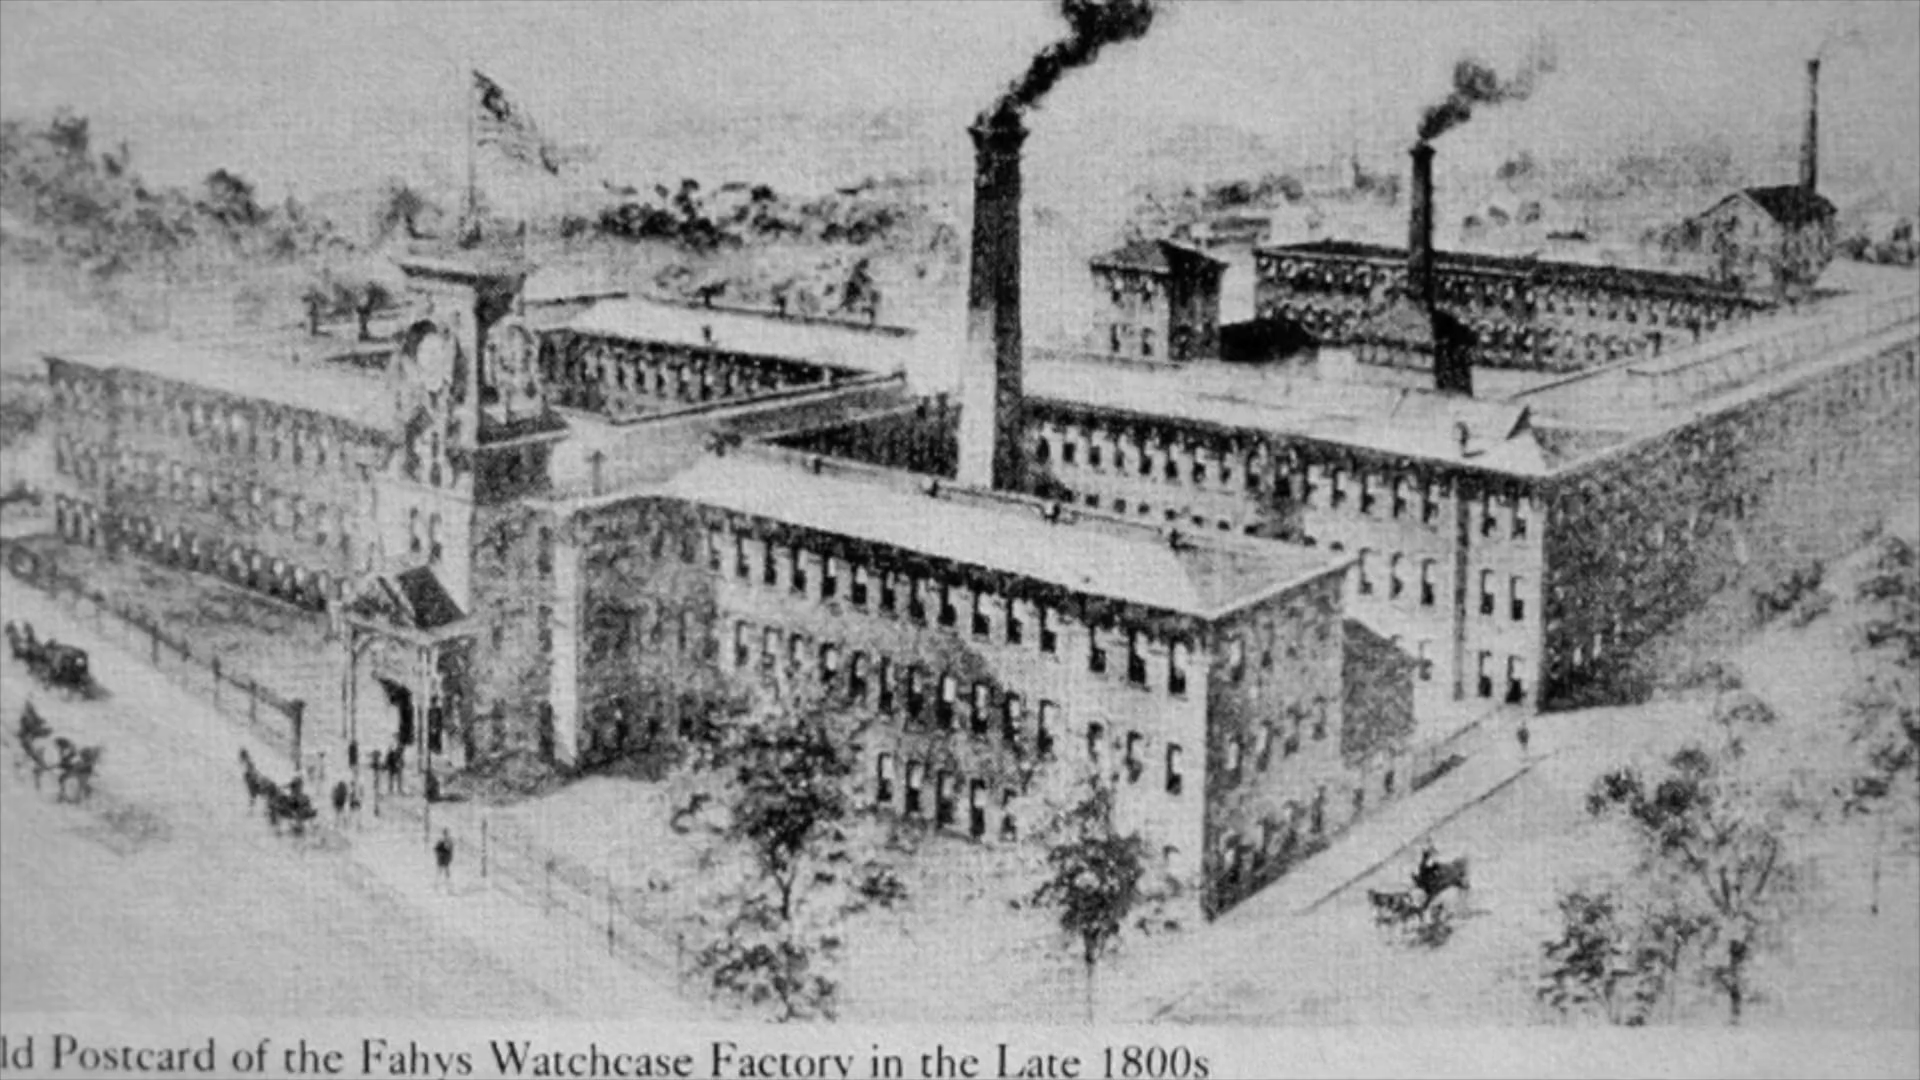 ld Postcard of the Fahys Watchcase Factory in the Late 1800s